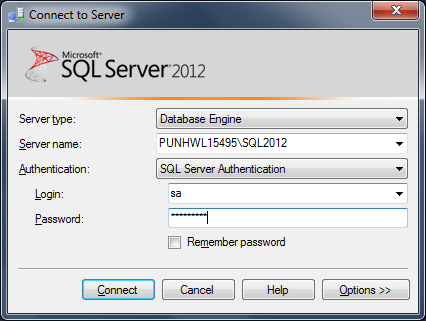 Connect to Server
Microsoft
SQL Server 2012
Server type: Database Engine
Server name: PUNHWL15495\SQL2012
Authentication: SQL Server Authentication
Login: sa
Password: *********
Remember password
Connect Cancel Help Options >>